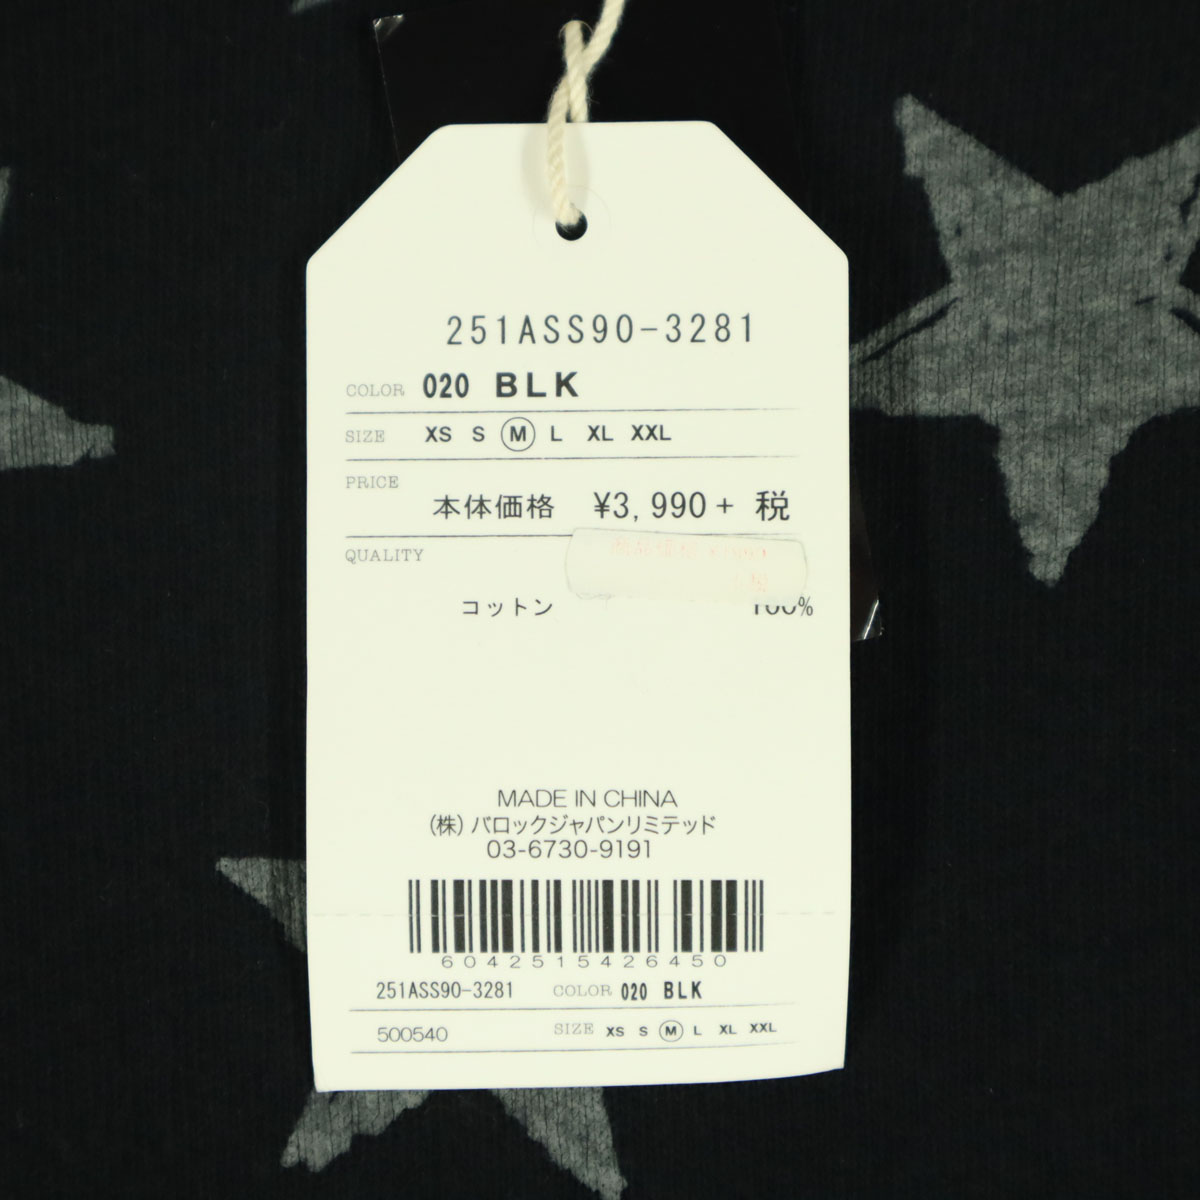 251ASS90-3281
COLOR 020 BLK
SIZE XS S M L XL XXL
PRICE
本体価格 ¥3,990+ 税
QUALITY
コットン 100%
MADE IN CHINA
(株) バロックジャパンリミテッド
03-6730-9191
6042515426450
251ASS90-3281 COLOR 020 BLK
500540 SIZE XS S M L XL XXL